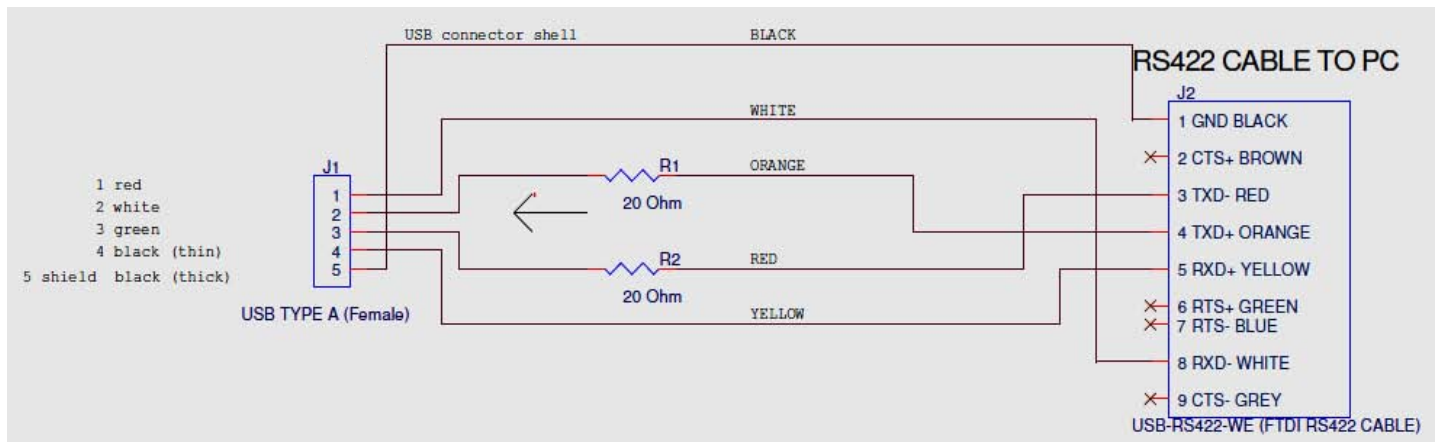 USB connector shell
BLACK
RS422 CABLE TO PC
J2
WHITE
1 GND BLACK
J1
R1
ORANGE
2 CTS+ BROWN
1 red
2 white
3 green
4 black (thin)
5 shield black (thick)
1
2
3
4
5
20 Ohm
3 TXD- RED
4 TXD+ ORANGE
R2
RED
5 RXD+ YELLOW
20 Ohm
USB TYPE A (Female)
YELLOW
6 RTS+ GREEN
7 RTS- BLUE
8 RXD- WHITE
9 CTS- GREY
USB-RS422-WE (FTDI RS422 CABLE)